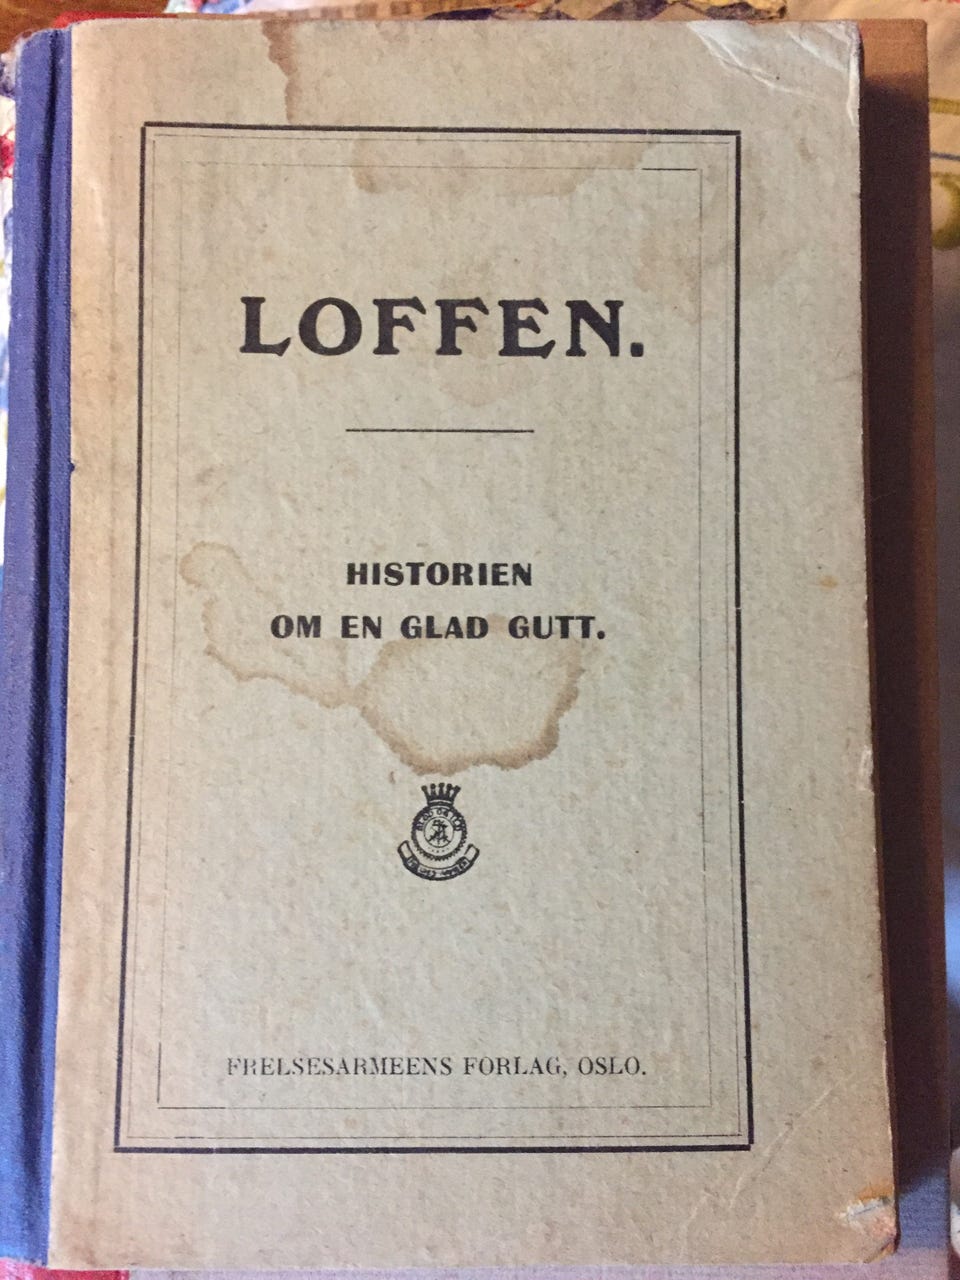 LOFFEN.
HISTORIEN
OM EN GLAD GUTT.
FRELSESARMEENS FORLAG, OSLO.